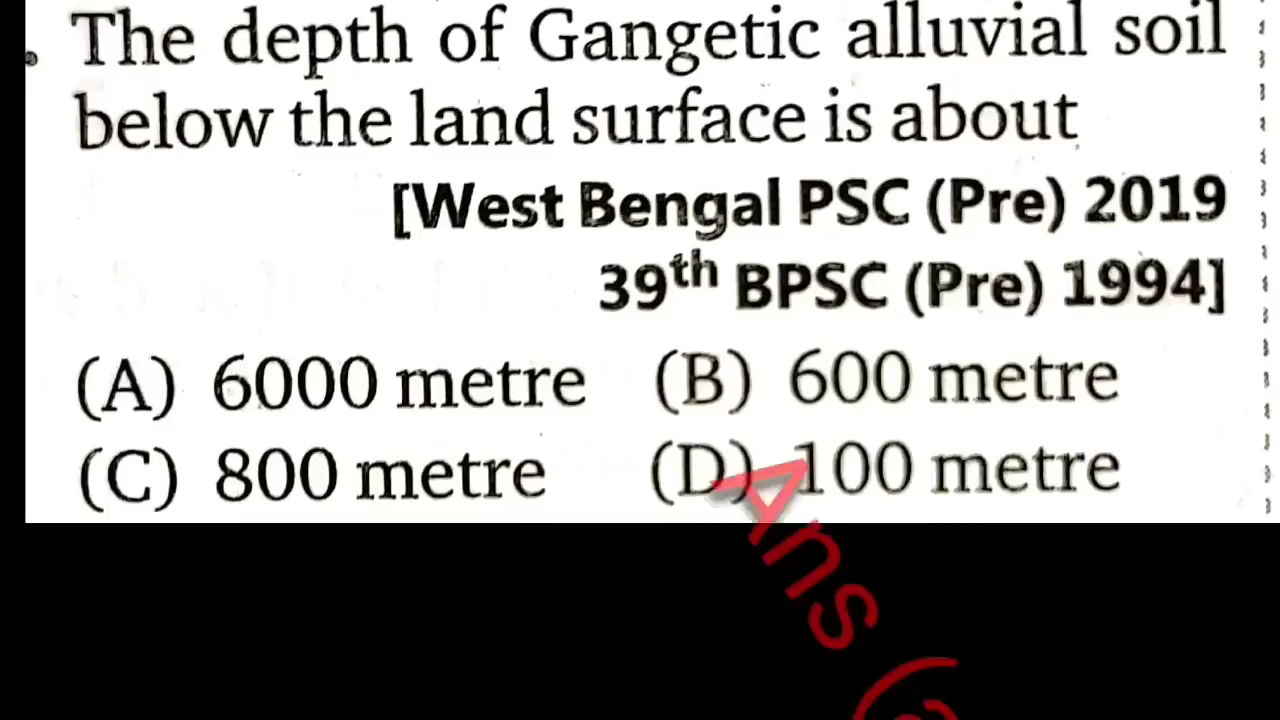 The depth of Gangetic alluvial soil
below the land surface is about
[West Bengal PSC (Pre) 2019
39th BPSC (Pre) 1994]
(A) 6000 metre (B) 600 metre
(C) 800 metre (D) 100 metre
Ans (